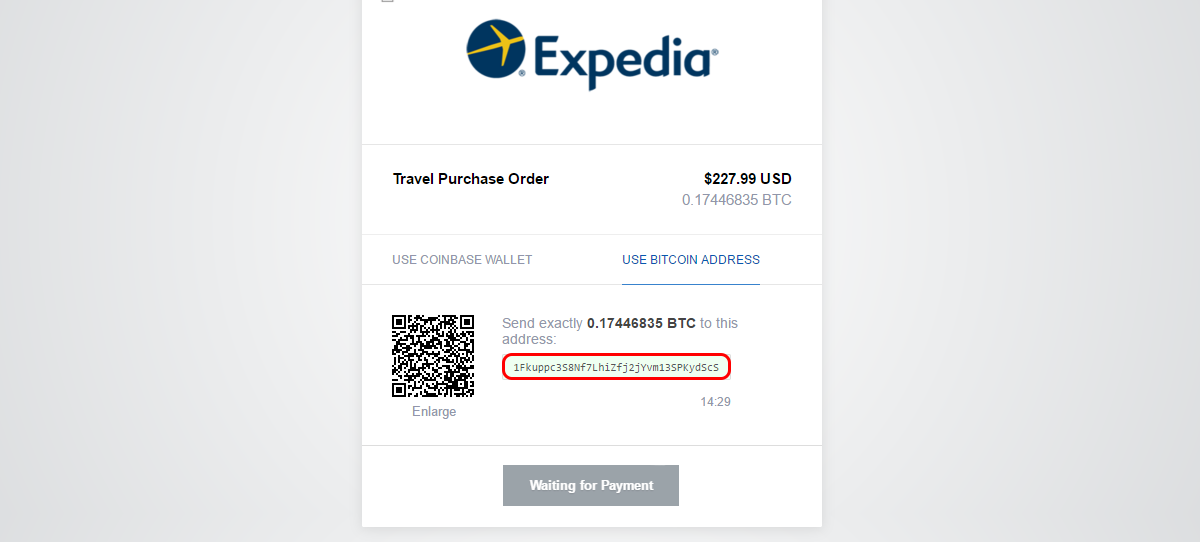 Expedia®
Travel Purchase Order
$227.99 USD
0.17446835 BTC
USE COINBASE WALLET
USE BITCOIN ADDRESS
Send exactly 0.17446835 BTC to this
address:
1Fkuppc3S8Nf7LhiZfj2jYvm13SPKydScS
14:29
Enlarge
Waiting for Payment